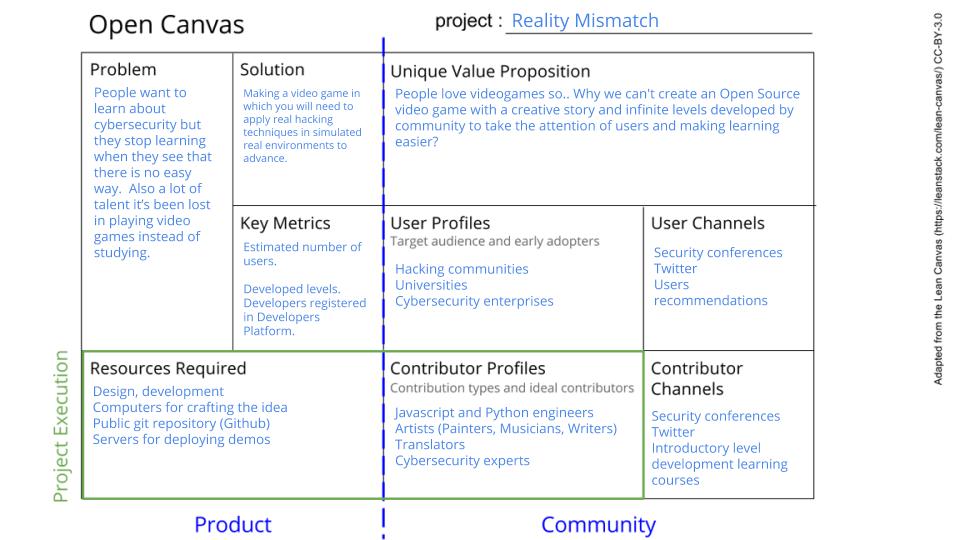 Open Canvas
project : Reality Mismatch
Problem
People want to
learn about
cybersecurity but
they stop learning
when they see that
there is no easy
way.  Also a lot of
talent it’s been lost
in playing video
games instead of
studying.
Solution
Making a video game in
which you will need to
apply real hacking
techniques in simulated
real environments to
advance.
Unique Value Proposition
People love videogames so.. Why we can't create an Open Source
video game with a creative story and infinite levels developed by
community to take the attention of users and making learning
easier?
Key Metrics
Estimated number of
users.
Developed levels.
Developers registered
in Developers
Platform.
User Profiles
Target audience and early adopters
Hacking communities
Universities
Cybersecurity enterprises
User Channels
Security conferences
Twitter
Users
recommendations
Project Execution
Resources Required
Design, development
Computers for crafting the idea
Public git repository (Github)
Servers for deploying demos
Contributor Profiles
Contribution types and ideal contributors
Javascript and Python engineers
Artists (Painters, Musicians, Writers)
Translators
Cybersecurity experts
Contributor
Channels
Security conferences
Twitter
Introductory level
development learning
courses
Product
Community
Adapted from the Lean Canvas (https://leanstack.com/lean-canvas/) CC-BY-3.0